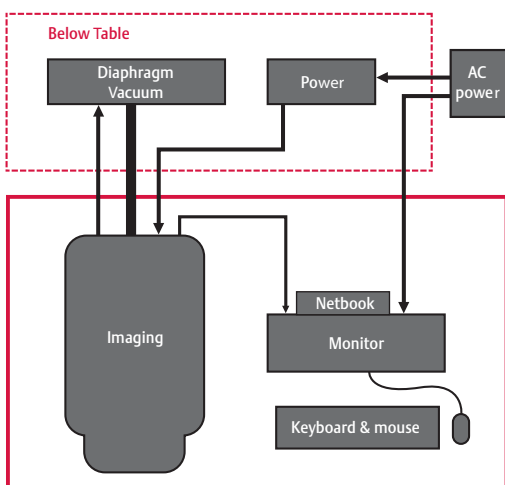 Below Table
Diaphragm
Vacuum
Power
AC
power
Netbook
Imaging
Monitor
Keyboard & mouse